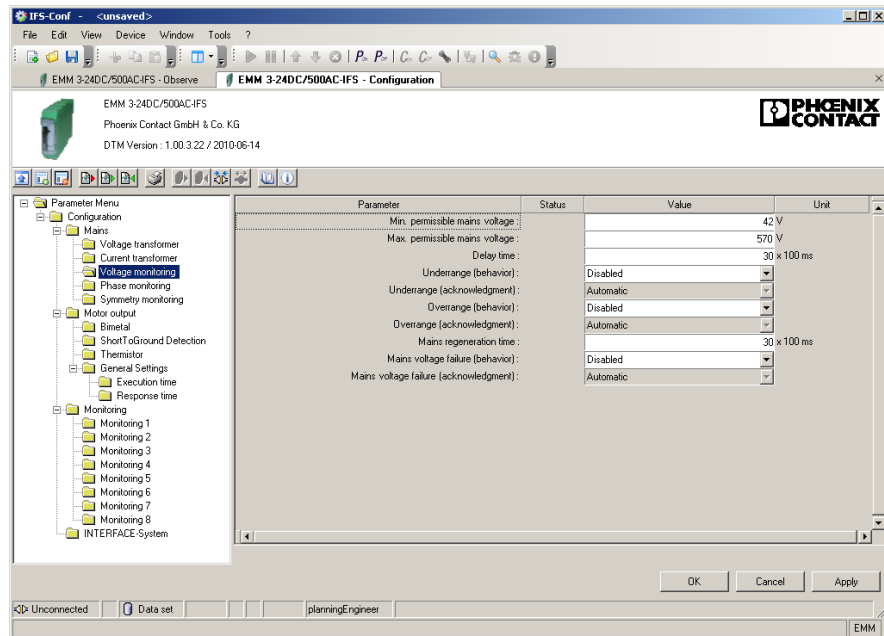 IFS-Conf - <unsaved>
File Edit View Device Window Tools ?
EMM 3-24DC/500AC-IFS - Observe EMM 3-24DC/500AC-IFS - Configuration
EMM 3-24DC/500AC-IFS
Phoenix Contact GmbH & Co. KG
DTM Version : 1.00.3.22 / 2010-06-14
PHŒNIX
CONTACT
Parameter Menu
Configuration
Mains
Voltage transformer
Current transformer
Voltage monitoring
Phase monitoring
Symmetry monitoring
Motor output
Bimetal
ShortToGround Detection
Thermistor
General Settings
Execution time
Response time
Monitoring
Monitoring 1
Monitoring 2
Monitoring 3
Monitoring 4
Monitoring 5
Monitoring 6
Monitoring 7
Monitoring 8
INTERFACE-System
Parameter Status Value Unit
Min. permissible mains voltage : 42 V
Max. permissible mains voltage : 570 V
Delay time : 30 x 100 ms
Underrange (behavior) : Disabled
Underrange (acknowledgment) : Automatic
Overrange (behavior) : Disabled
Overrange (acknowledgment) : Automatic
Mains regeneration time : 30 x 100 ms
Mains voltage failure (behavior) : Disabled
Mains voltage failure (acknowledgment) : Automatic
OK Cancel Apply
Unconnected Data set planningEngineer
EMM